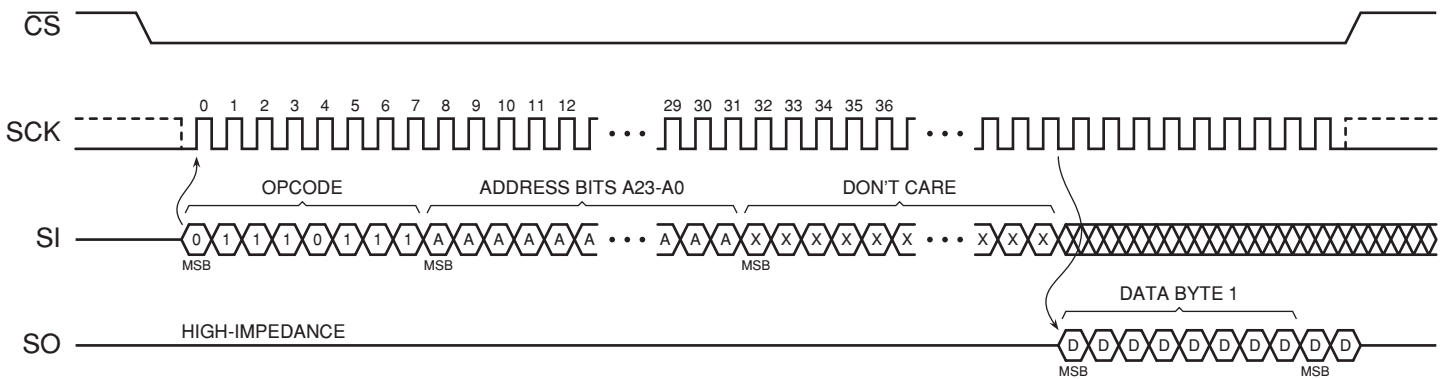 CS
0 1 2 3 4 5 6 7 8 9 10 11 12 29 30 31 32 33 34 35 36
SCK
OPCODE ADDRESS BITS A23-A0 DON'T CARE
SI 0 1 1 1 0 1 1 1 A A A A A A A A A X X X X X X X X X
MSB MSB MSB
DATA BYTE 1
HIGH-IMPEDANCE
SO D D D D D D D D D D
MSB MSB